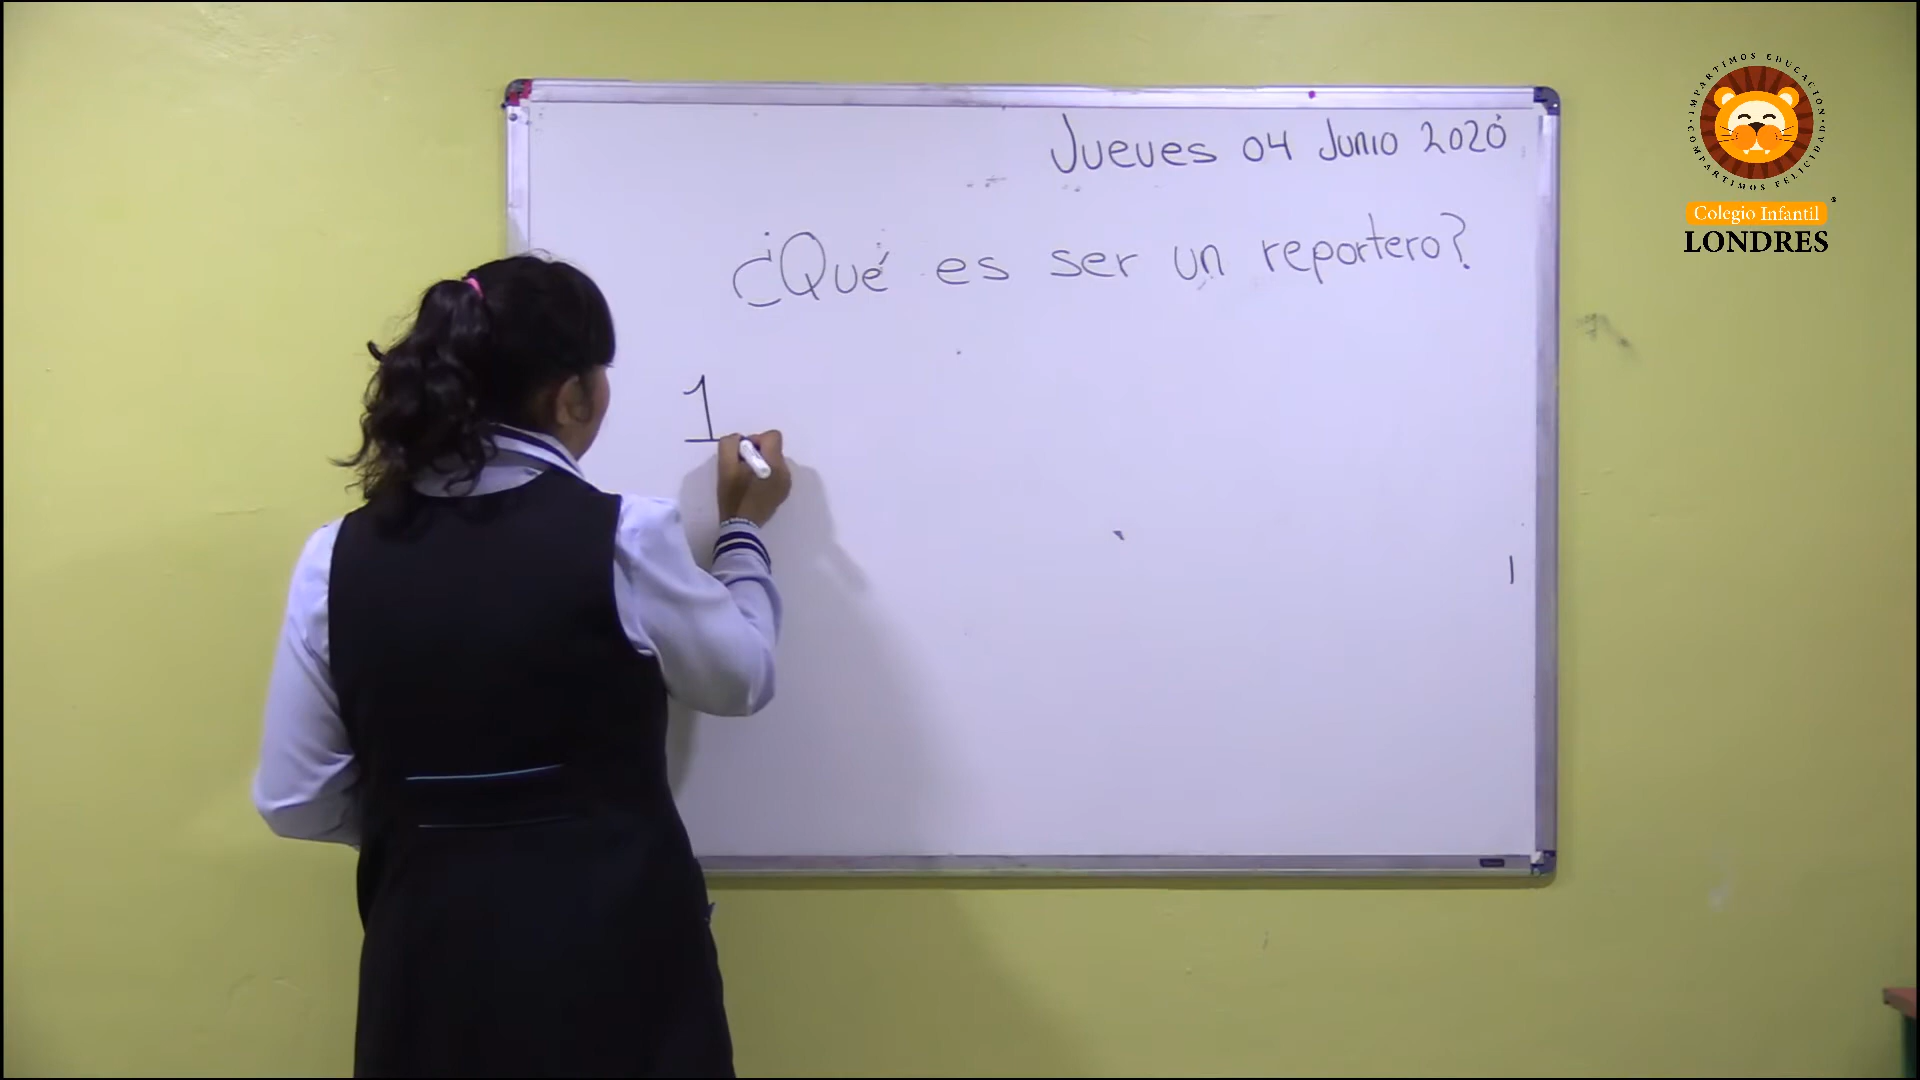 Jueves 04 Junio 2020
¿Qué es ser un reportero?
1
IMPARTIMOS EDUCACIÓN
COMPARTIMOS FELICIDAD
Colegio Infantil
LONDRES